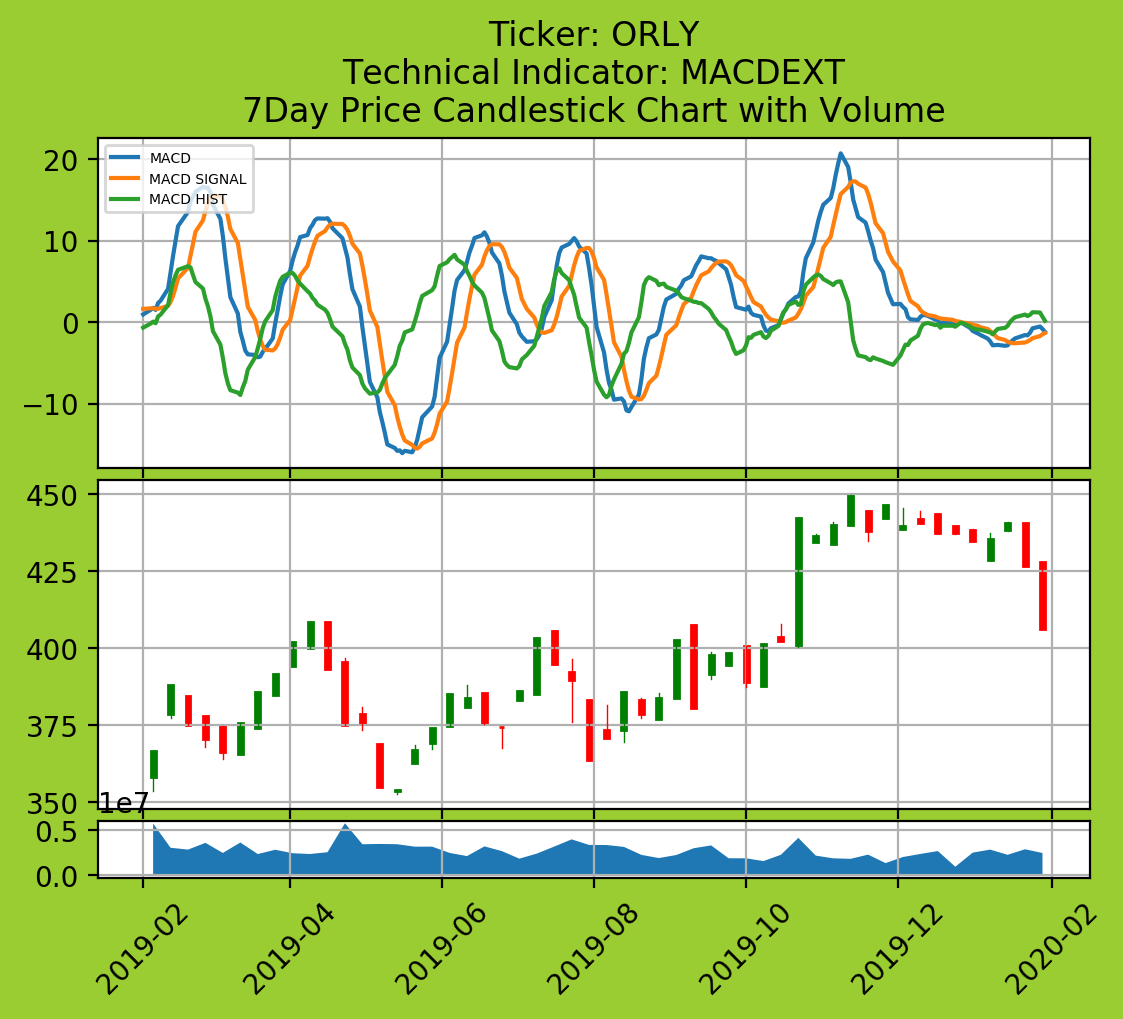 Ticker: ORLY
Technical Indicator: MACDEXT
7Day Price Candlestick Chart with Volume
MACD
MACD SIGNAL
MACD HIST
20
10
0
−10
450
425
400
375
350
1e7
0.5
0.0
2019-02
2019-04
2019-06
2019-08
2019-10
2019-12
2020-02